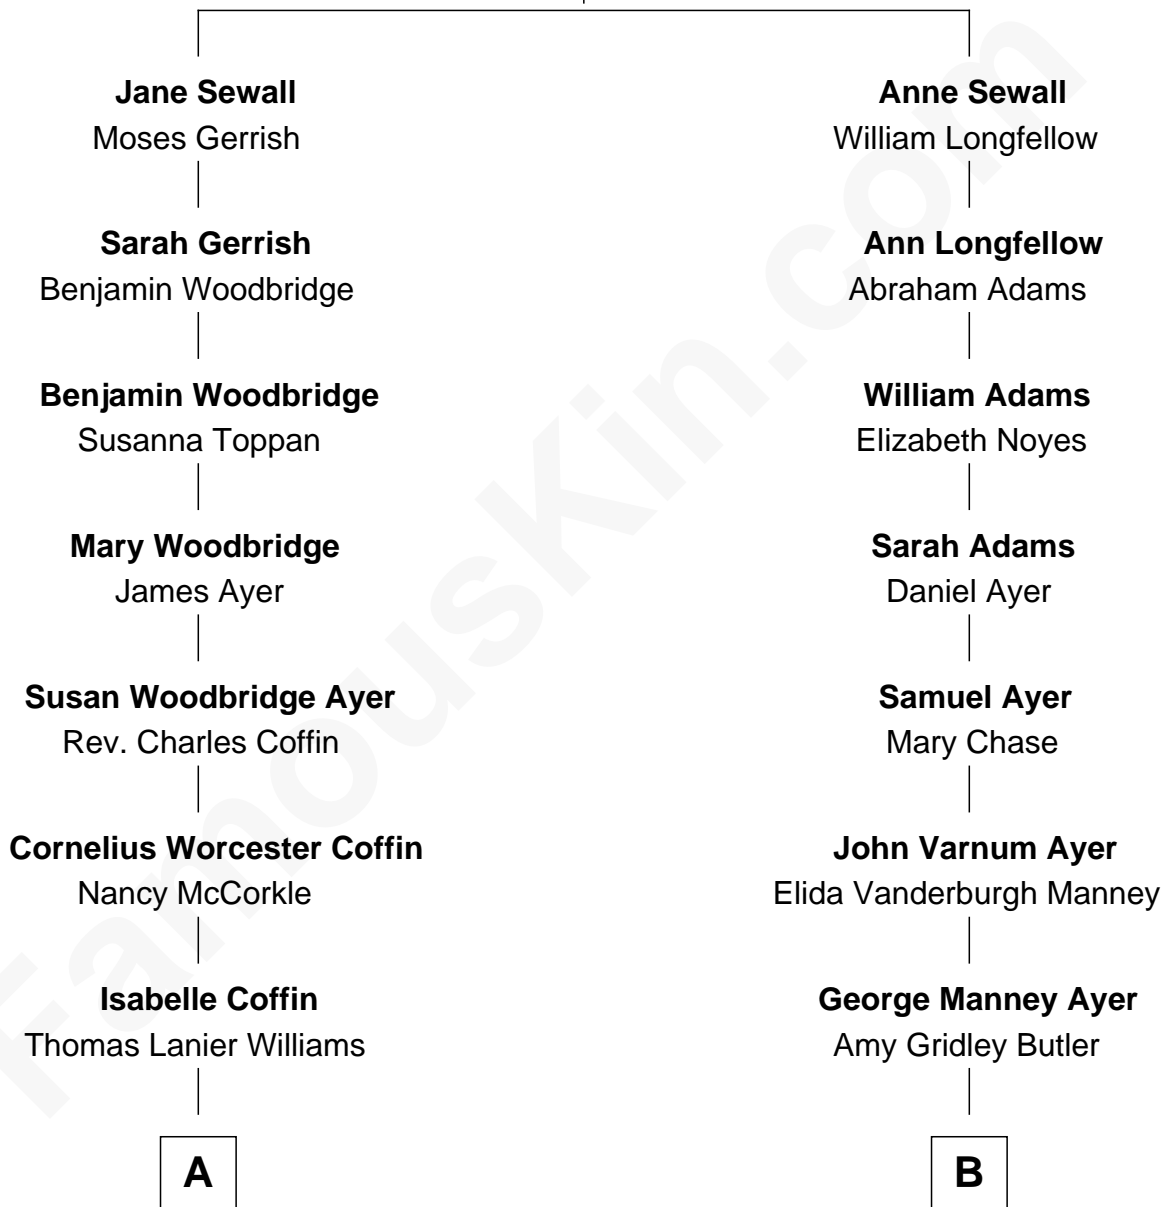 Jane Sewall
Moses Gerrish
Sarah Gerrish
Benjamin Woodbridge
Benjamin Woodbridge
Susanna Toppan
Mary Woodbridge
James Ayer
Susan Woodbridge Ayer
Rev. Charles Coffin
Cornelius Worcester Coffin
Nancy McCorkle
Isabelle Coffin
Thomas Lanier Williams
A
Anne Sewall
William Longfellow
Ann Longfellow
Abraham Adams
William Adams
Elizabeth Noyes
Sarah Adams
Daniel Ayer
Samuel Ayer
Mary Chase
John Varnum Ayer
Elida Vanderburgh Manney
George Manney Ayer
Amy Gridley Butler
B
FamousKin.com